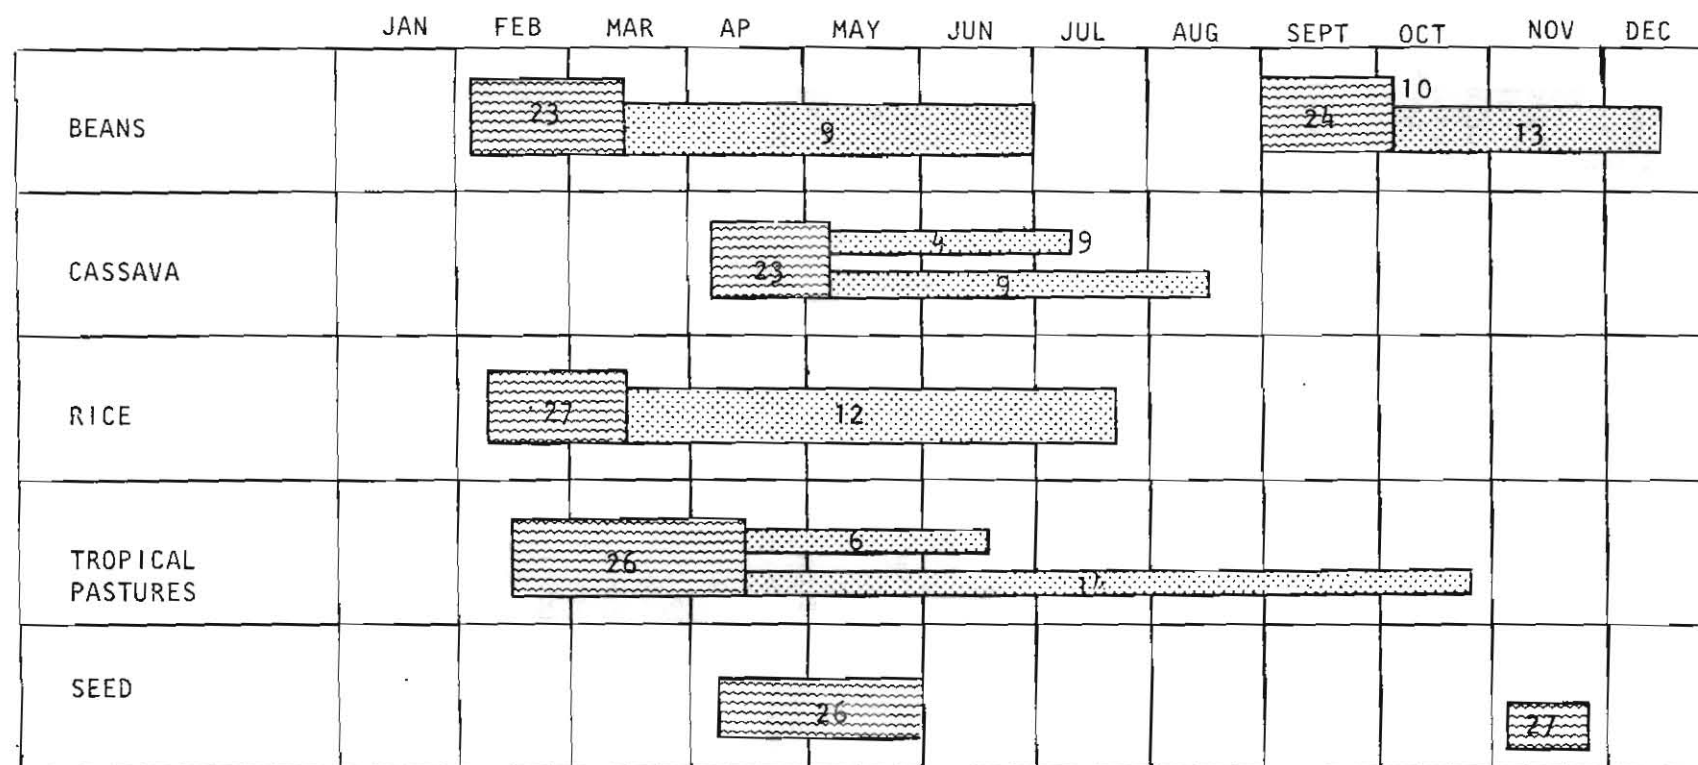 JAN FEB MAR AP MAY JUN JUL AUG SEPT OCT NOV DEC
BEANS 23 9 24 10 13
CASSAVA 23 4 9 9
RICE 27 12
TROPICAL
PASTURES 26 6
SEED 26 27